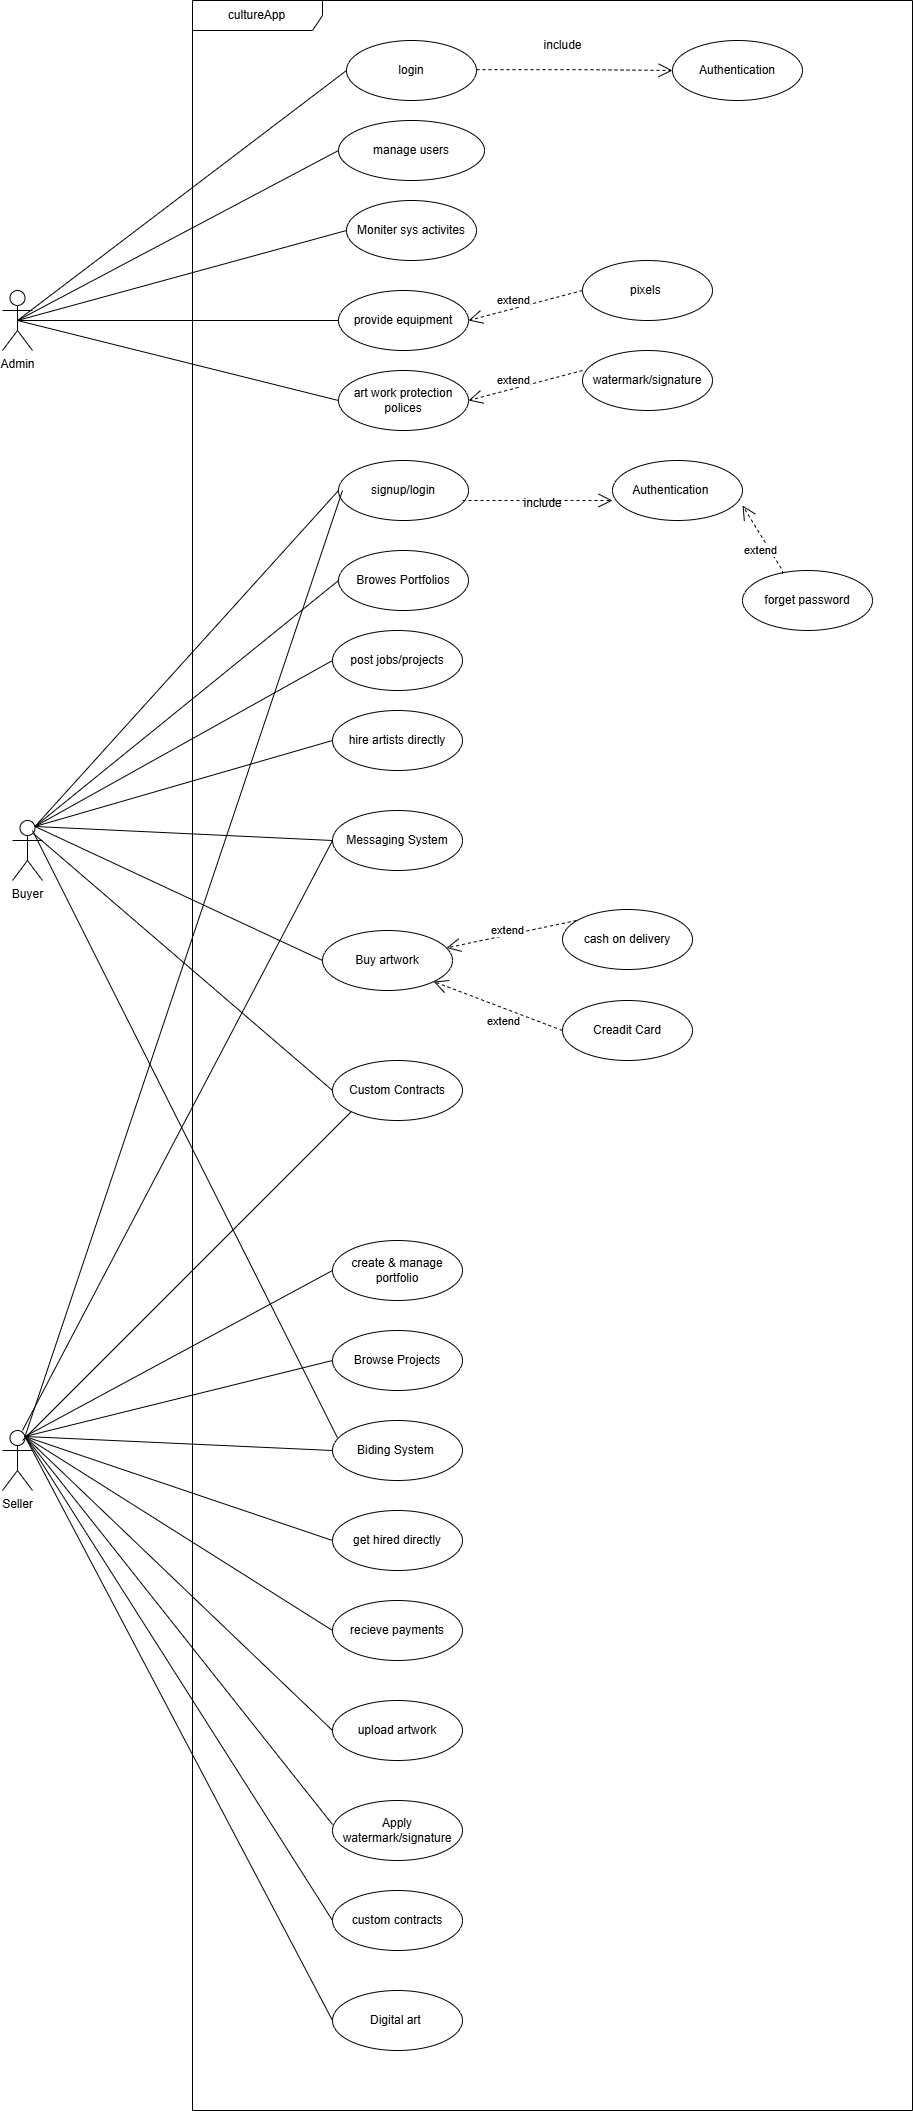 cultureApp
include
login
Authentication
manage users
Moniter sys activites
pixels
extend
provide equipment
Admin
extend
watermark/signature
art work protection
polices
signup/login
Authentication
include
extend
Browes Portfolios
forget password
post jobs/projects
hire artists directly
Messaging System
Buyer
extend
cash on delivery
Buy artwork
extend
Creadit Card
Custom Contracts
create & manage
portfolio
Browse Projects
Biding System
Seller
get hired directly
recieve payments
upload artwork
Apply
watermark/signature
custom contracts
Digital art